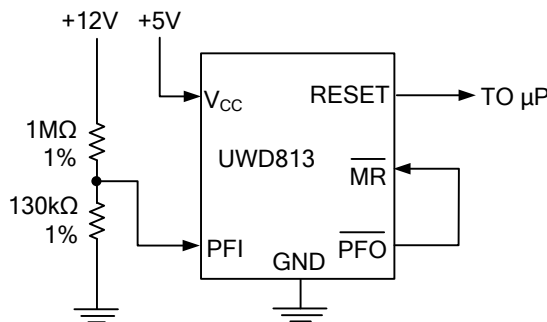 +12V
+5V
VCC
RESET
TO µP
1MΩ
1%
UWD813
MR
130kΩ
1%
PFI
PFO
GND